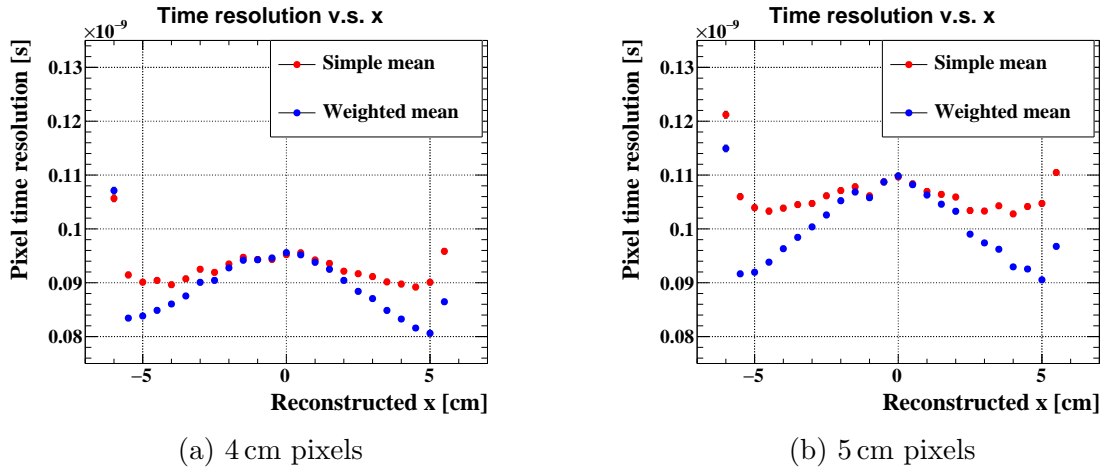 Time resolution v.s. x
×10⁻⁹
Pixel time resolution [s]
Simple mean
Weighted mean
0.13
0.12
0.11
0.1
0.09
0.08
−5
0
5
Reconstructed x [cm]
(a) 4 cm pixels
Time resolution v.s. x
×10⁻⁹
Pixel time resolution [s]
Simple mean
Weighted mean
0.13
0.12
0.11
0.1
0.09
0.08
−5
0
5
Reconstructed x [cm]
(b) 5 cm pixels